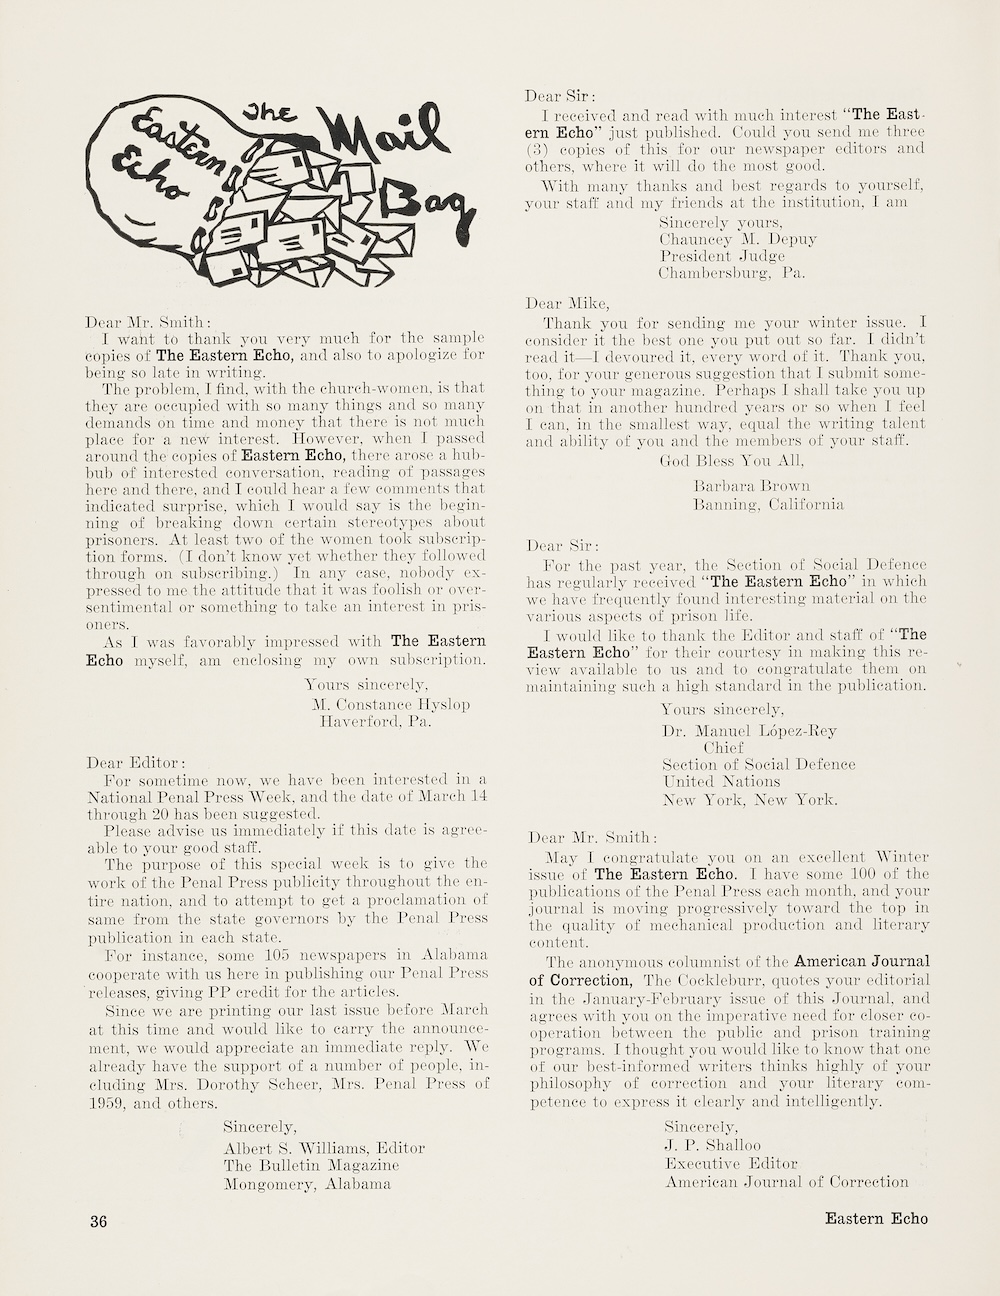 The Mail
Bag
Eastern
Echo
Dear Mr. Smith:
I want to thank you very much for the sample
copies of The Eastern Echo, and also to apologize for
being so late in writing.
The problem, I find, with the church-women, is that
they are occupied with so many things and so many
demands on time and money that there is not much
place for a new interest. However, when I passed
around the copies of Eastern Echo, there arose a hub-
bub of interested conversation, reading of passages
here and there, and I could hear a few comments that
indicated surprise, which I would say is the begin-
ning of breaking down certain stereotypes about
prisoners. At least two of the women took subscrip-
tion forms. (I don't know yet whether they followed
through on subscribing.) In any case, nobody ex-
pressed to me the attitude that it was foolish or over-
sentimental or something to take an interest in pris-
oners.
As I was favorably impressed with The Eastern
Echo myself, am enclosing my own subscription.
Yours sincerely,
M. Constance Hyslop
Haverford, Pa.
Dear Editor:
For sometime now, we have been interested in a
National Penal Press Week, and the date of March 14
through 20 has been suggested.
Please advise us immediately if this date is agree-
able to your good staff.
The purpose of this special week is to give the
work of the Penal Press publicity throughout the en-
tire nation, and to attempt to get a proclamation of
same from the state governors by the Penal Press
publication in each state.
For instance, some 105 newspapers in Alabama
cooperate with us here in publishing our Penal Press
releases, giving PP credit for the articles.
Since we are printing our last issue before March
at this time and would like to carry the announce-
ment, we would appreciate an immediate reply. We
already have the support of a number of people, in-
cluding Mrs. Dorothy Scheer, Mrs. Penal Press of
1959, and others.
Sincerely,
Albert S. Williams, Editor
The Bulletin Magazine
Mongomery, Alabama
Dear Sir:
I received and read with much interest “The East-
ern Echo” just published. Could you send me three
(3) copies of this for our newspaper editors and
others, where it will do the most good.
With many thanks and best regards to yourself,
your staff and my friends at the institution, I am
Sincerely yours,
Chauncey M. Depuy
President Judge
Chambersburg, Pa.
Dear Mike,
Thank you for sending me your winter issue. I
consider it the best one you put out so far. I didn't
read it—I devoured it, every word of it. Thank you,
too, for your generous suggestion that I submit some-
thing to your magazine. Perhaps I shall take you up
on that in another hundred years or so when I feel
I can, in the smallest way, equal the writing talent
and ability of you and the members of your staff.
God Bless You All,
Barbara Brown
Banning, California
Dear Sir:
For the past year, the Section of Social Defence
has regularly received “The Eastern Echo” in which
we have frequently found interesting material on the
various aspects of prison life.
I would like to thank the Editor and staff of “The
Eastern Echo” for their courtesy in making this re-
view available to us and to congratulate them on
maintaining such a high standard in the publication.
Yours sincerely,
Dr. Manuel López-Rey
Chief
Section of Social Defence
United Nations
New York, New York.
Dear Mr. Smith:
May I congratulate you on an excellent Winter
issue of The Eastern Echo. I have some 100 of the
publications of the Penal Press each month, and your
journal is moving progressively toward the top in
the quality of mechanical production and literary
content.
The anonymous columnist of the American Journal
of Correction, The Cockleburr, quotes your editorial
in the January-February issue of this Journal, and
agrees with you on the imperative need for closer co-
operation between the public and prison training
programs. I thought you would like to know that one
of our best-informed writers thinks highly of your
philosophy of correction and your literary com-
petence to express it clearly and intelligently.
Sincerely,
J. P. Shalloo
Executive Editor
American Journal of Correction
36
Eastern Echo